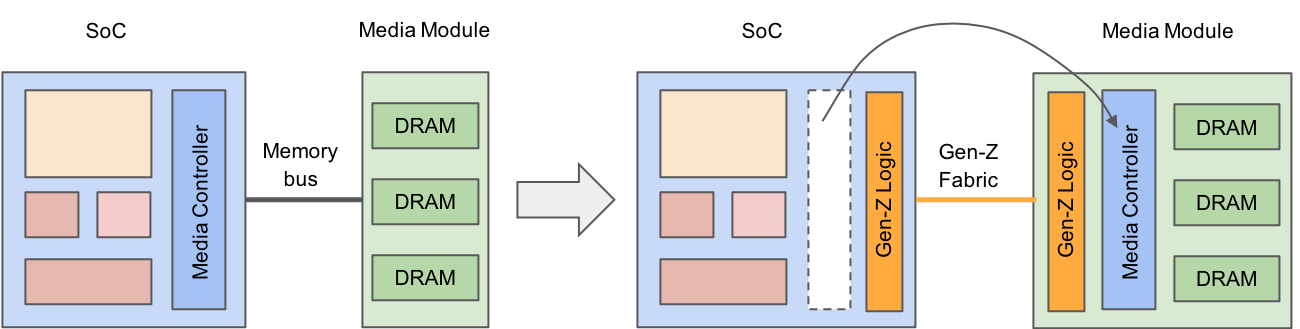 SoC
Media Module
Media Controller
Memory
bus
DRAM
DRAM
DRAM
SoC
Media Module
Gen-Z Logic
Gen-Z
Fabric
Gen-Z Logic
Media Controller
DRAM
DRAM
DRAM